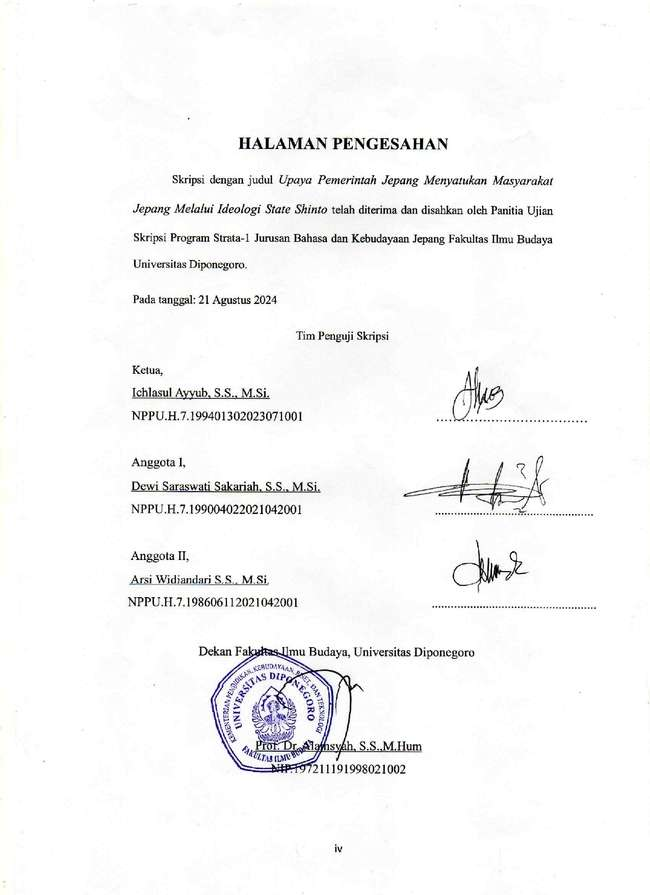 HALAMAN PENGESAHAN
Skripsi dengan judul Upaya Pemerintah Jepang Menyatukan Masyarakat
Jepang Melalui Ideologi State Shinto telah diterima dan disahkan oleh Panitia Ujian
Skripsi Program Strata-1 Jurusan Bahasa dan Kebudayaan Jepang Fakultas Ilmu Budaya
Universitas Diponegoro.
Pada tanggal: 21 Agustus 2024
Tim Penguji Skripsi
Ketua,
Ichlasul Ayyub, S.S., M.Si.
NPPU.H.7.199401302023071001
Anggota I,
Dewi Saraswati Sakariah, S.S., M.Si.
NPPU.H.7.199004022021042001
Anggota II,
Arsi Widiandari S.S., M.Si.
NPPU.H.7.198606112021042001
Dekan Fakultas Ilmu Budaya, Universitas Diponegoro
KEMENTERIAN PENDIDIKAN, KEBUDAYAAN, RISET, DAN TEKNOLOGI
UNIVERSITAS DIPONEGORO
FAKULTAS ILMU BUDAYA
Prof. Dr. Alamsyah, S.S.,M.Hum
NIP.197211191998021002
iv